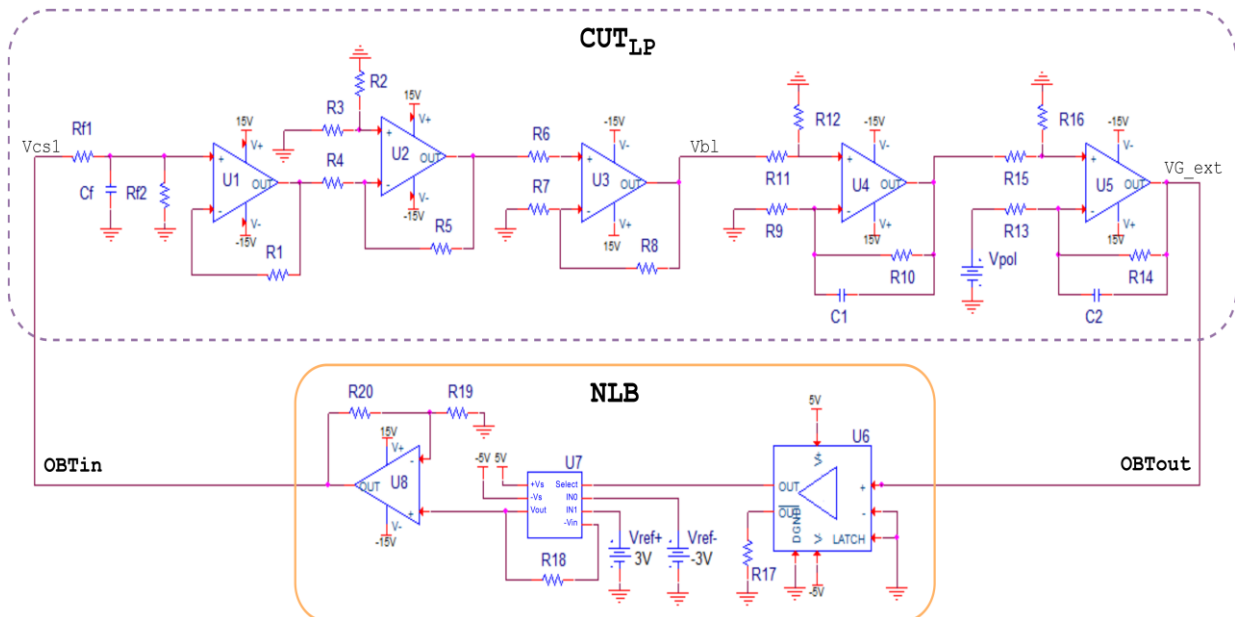 CUTLP
R2
R3
15V
V+
+
U2
-
OUT
V-
-15V
Vcs1
Rf1
Cf
Rf2
15V
V+
+
U1
-
OUT
V-
-15V
R1
R4
R5
R6
R7
-15V
V-
+
U3
-
OUT
V+
15V
R8
Vb1
R12
R11
R9
-15V
V-
+
U4
-
OUT
V+
15V
R10
C1
R16
R15
R13
Vpol
-15V
V-
+
U5
-
OUT
V+
15V
R14
C2
VG_ext
NLB
OBTin
R20
R19
15V
V+
-
U8
OUT
+
V-
-15V
R18
-5V
5V
U7
+Vs
-Vs
Vout
Select
IN0
IN1
-Vin
Vref+
3V
Vref-
-3V
R17
5V
U6
V+
OUT
OUT
DGND
V-
+
-
LATCH
-5V
OBTout